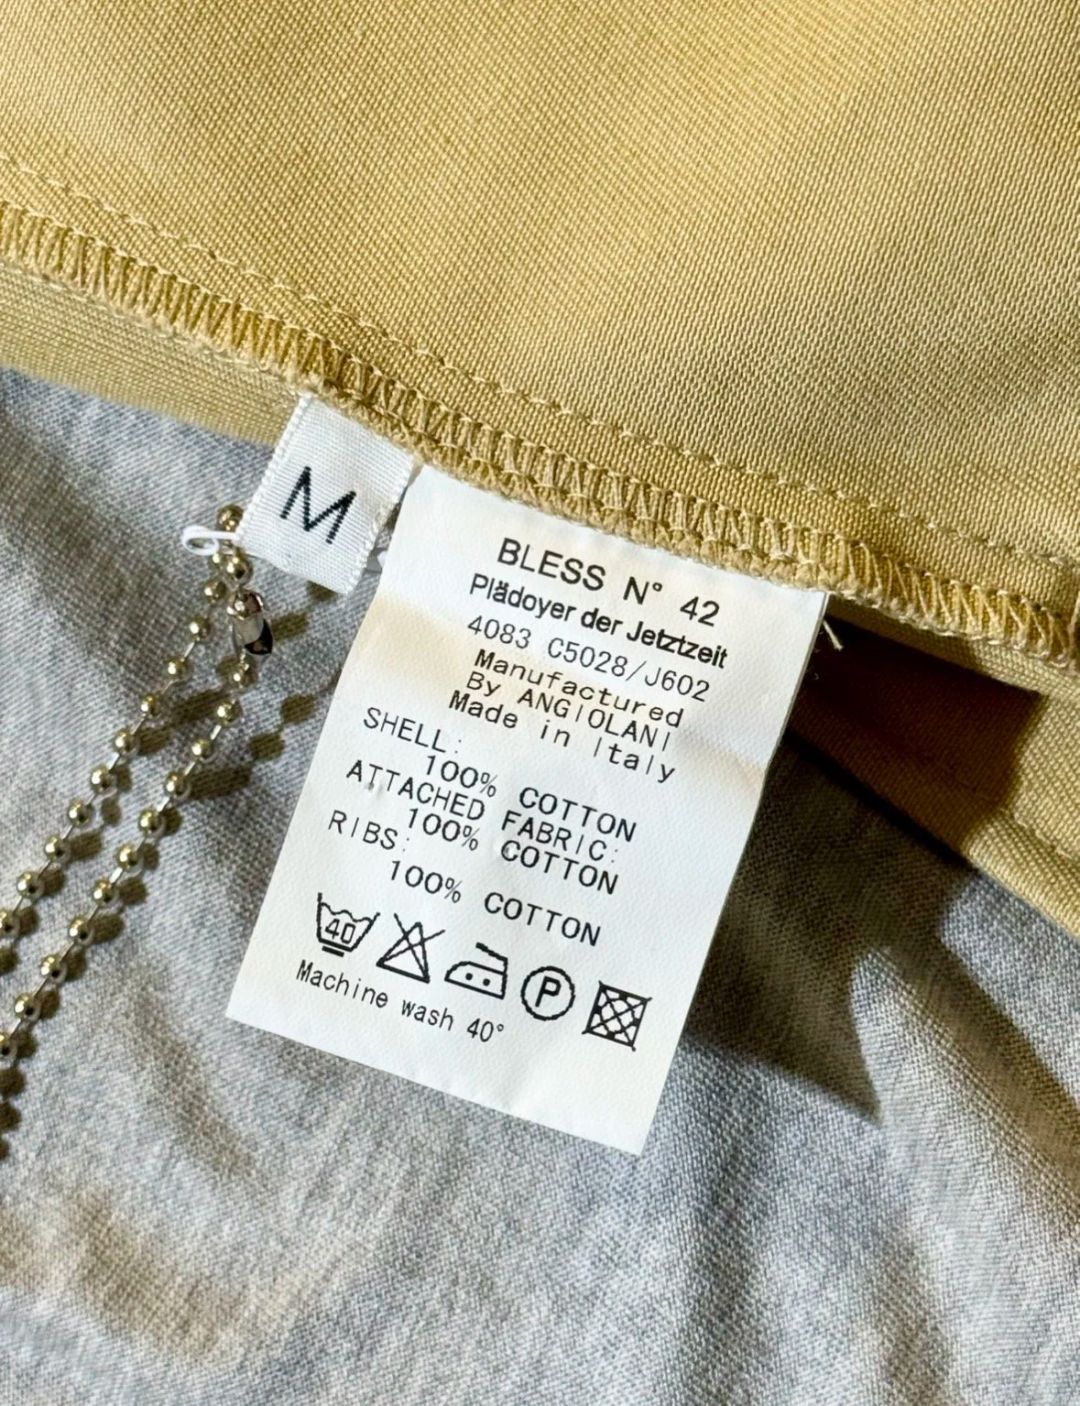 M
BLESS N° 42
Plädoyer der Jetztzeit
4083 C5028/J602
Manufactured
By ANGIOLANI
Made in Italy
SHELL:
100% COTTON
ATTACHED FABRIC:
100% COTTON
RIBS:
100% COTTON
40
P
Machine wash 40°